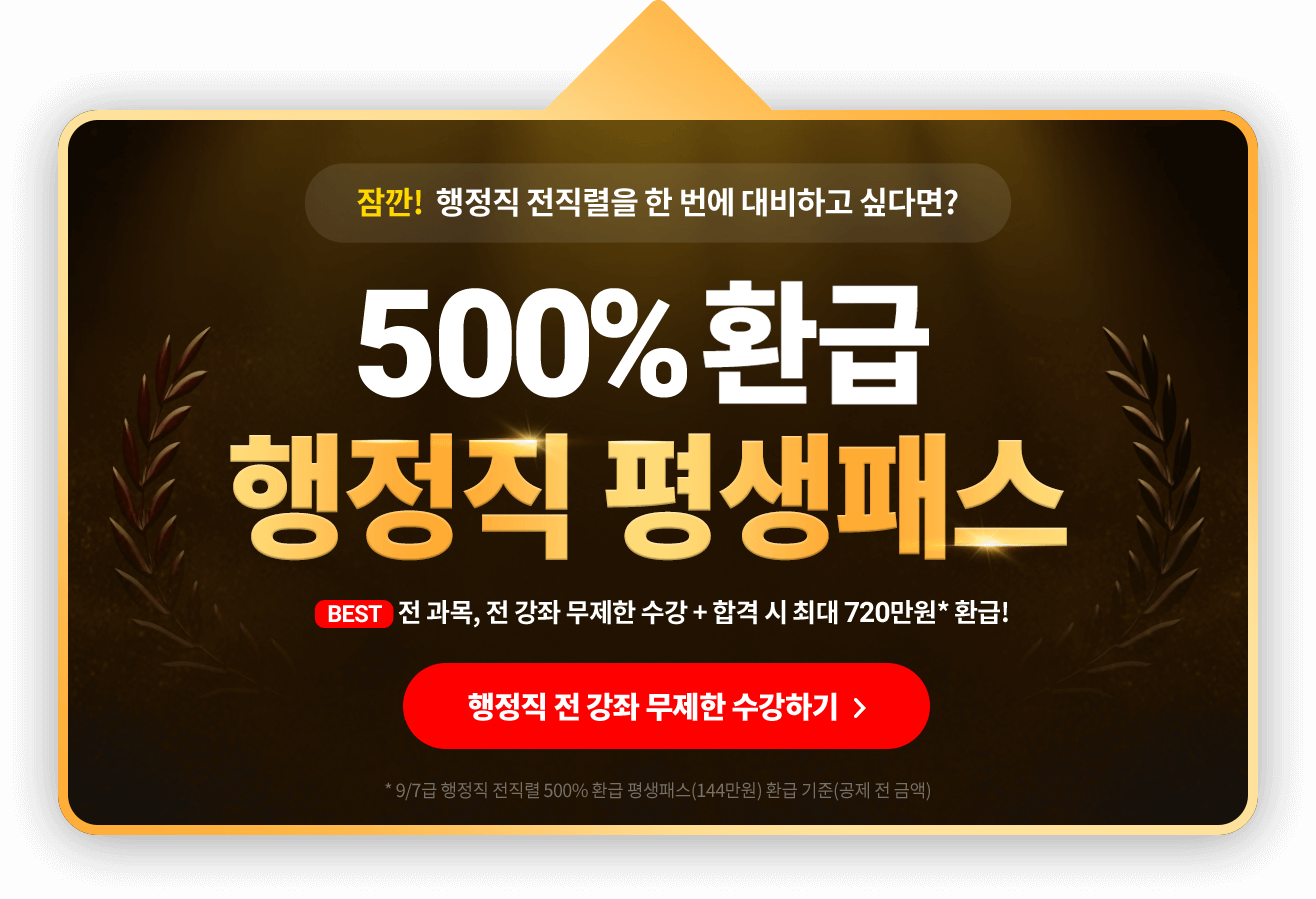 잠깐! 행정직 전직렬을 한 번에 대비하고 싶다면?
500% 환급
행정직 평생패스
BEST 전 과목, 전 강좌 무제한 수강 + 합격 시 최대 720만원* 환급!
행정직 전 강좌 무제한 수강하기 >
* 9/7급 행정직 전직렬 500% 환급 평생패스(144만원) 환급 기준(공제 전 금액)